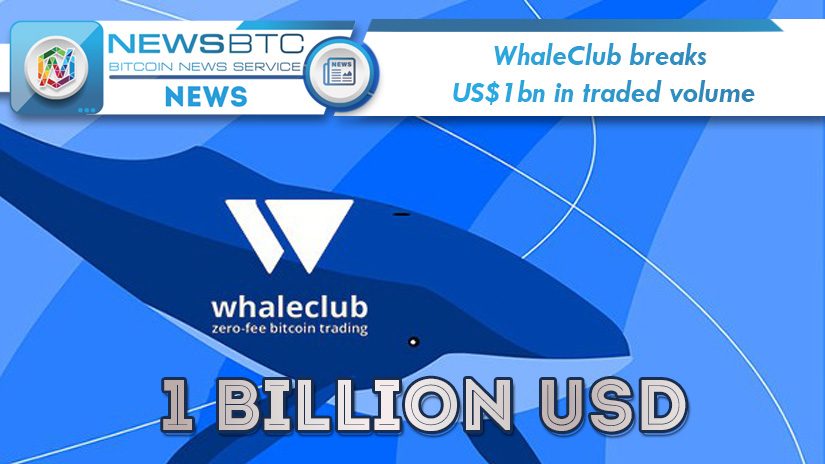 NEWSBTC
BITCOIN NEWS SERVICE
NEWS
NEWS
WhaleClub breaks
US$1bn in traded volume
whaleclub
zero-fee bitcoin trading
1 BILLION USD